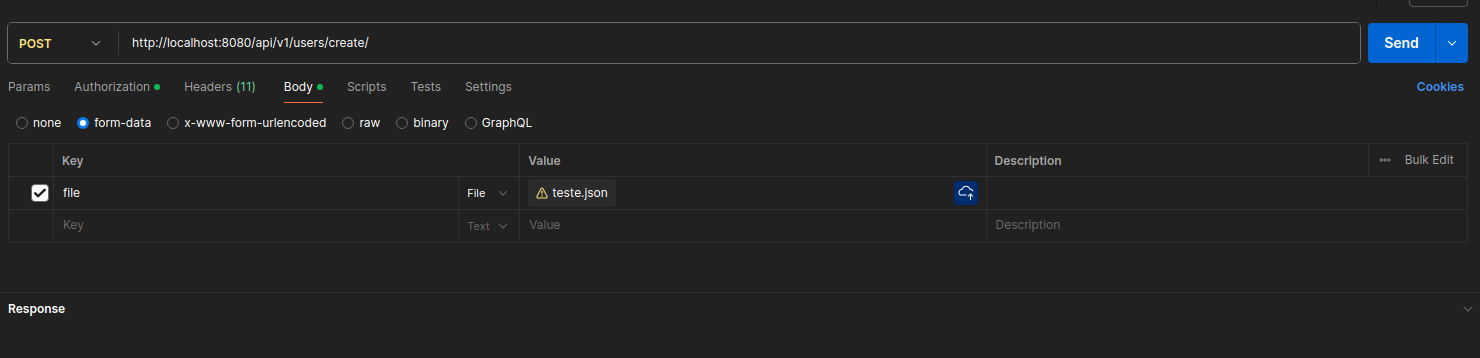 POST http://localhost:8080/api/v1/users/create/ Send
Params Authorization Headers (11) Body Scripts Tests Settings Cookies
none form-data x-www-form-urlencoded raw binary GraphQL
Key Value Description Bulk Edit
file File teste.json
Key Text Value Description
Response